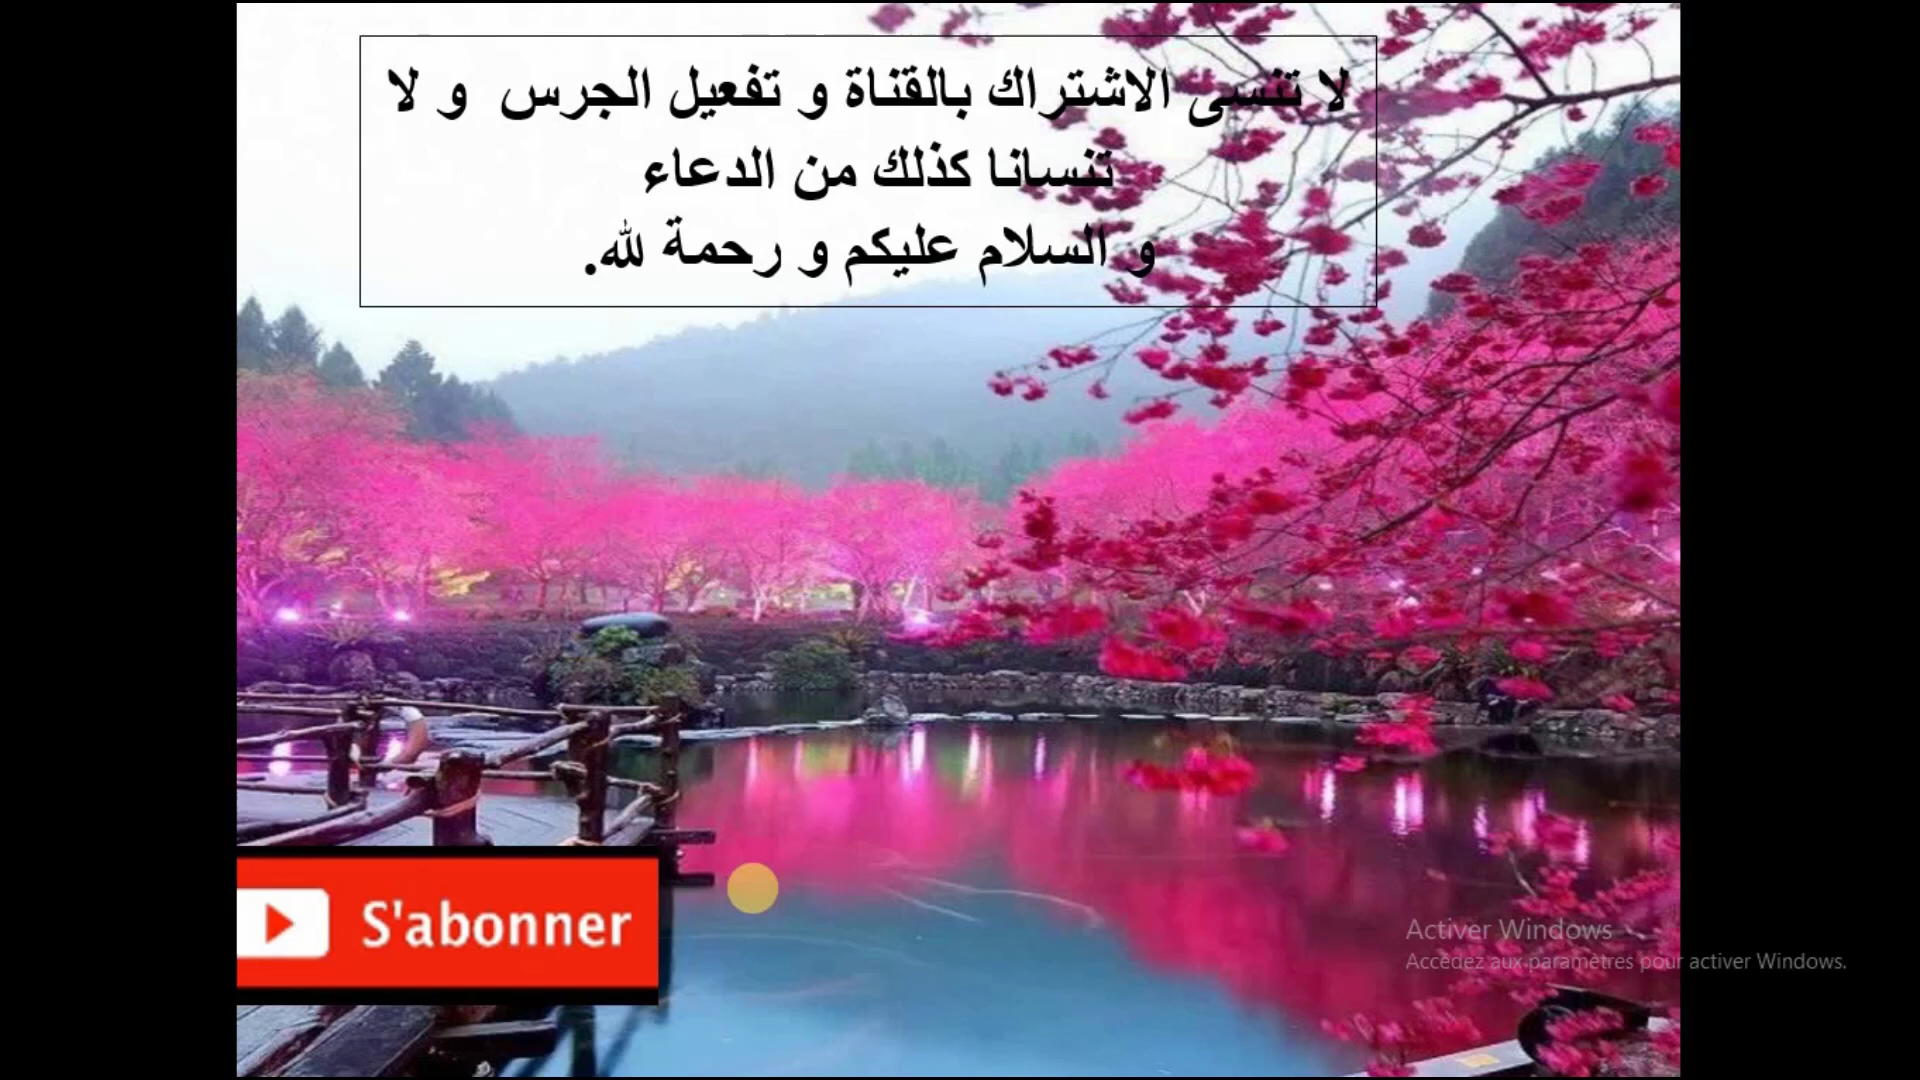 لا تنسى الاشتراك بالقناة و تفعيل الجرس و لا
تنسانا كذلك من الدعاء
و السلام عليكم و رحمة لله.
S'abonner
Activer Windows
Accédez aux paramètres pour activer Windows.